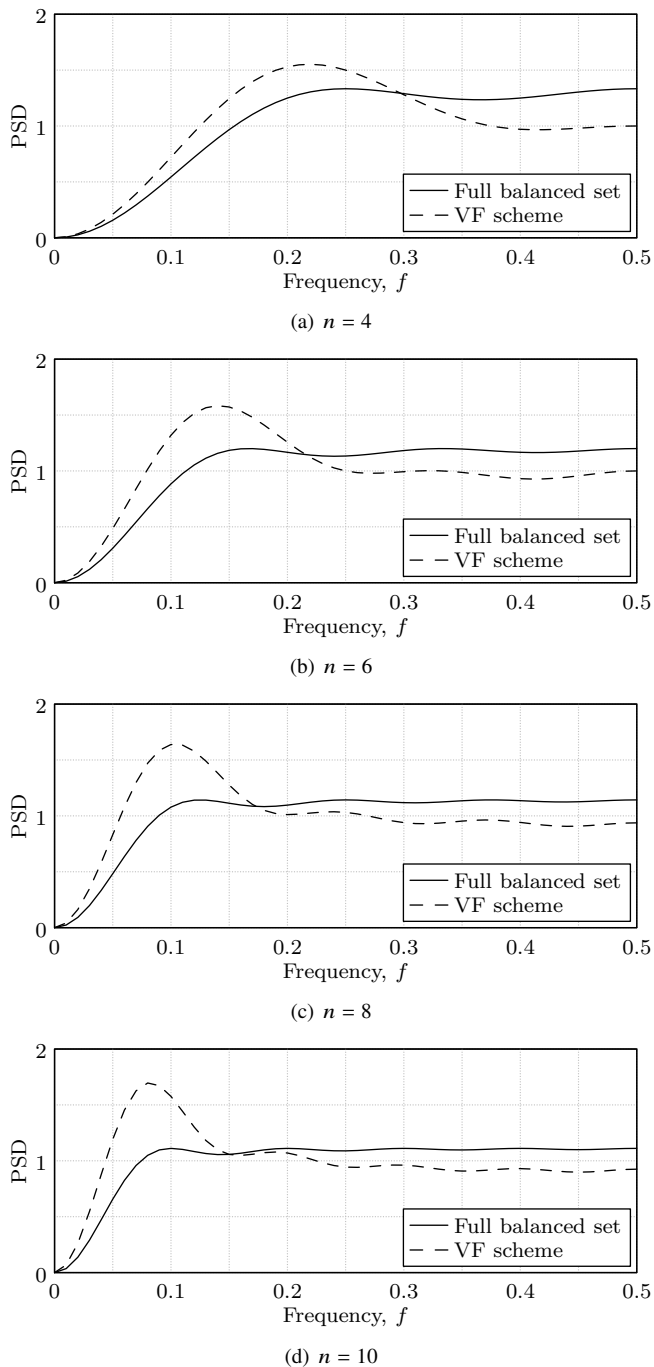 2
1
0
PSD
Full balanced set
VF scheme
0 0.1 0.2 0.3 0.4 0.5
Frequency, f
(a) n = 4
2
1
0
PSD
Full balanced set
VF scheme
0 0.1 0.2 0.3 0.4 0.5
Frequency, f
(b) n = 6
2
1
0
PSD
Full balanced set
VF scheme
0 0.1 0.2 0.3 0.4 0.5
Frequency, f
(c) n = 8
2
1
0
PSD
Full balanced set
VF scheme
0 0.1 0.2 0.3 0.4 0.5
Frequency, f
(d) n = 10